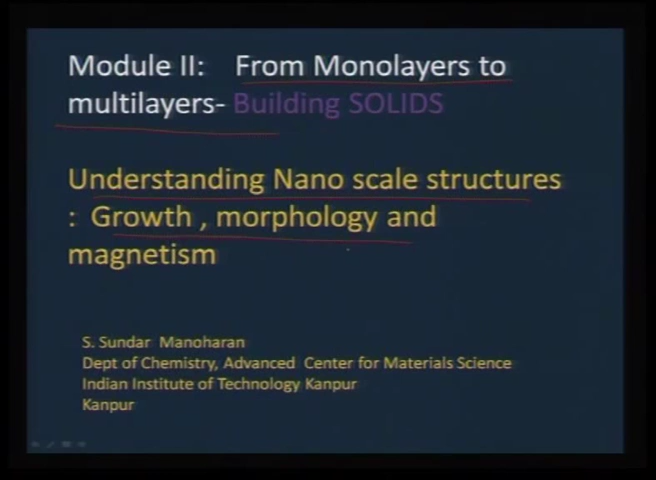 Module II: From Monolayers to
multilayers- Building SOLIDS
Understanding Nano scale structures
: Growth , morphology and
magnetism
S. Sundar Manoharan
Dept of Chemistry, Advanced Center for Materials Science
Indian Institute of Technology Kanpur
Kanpur